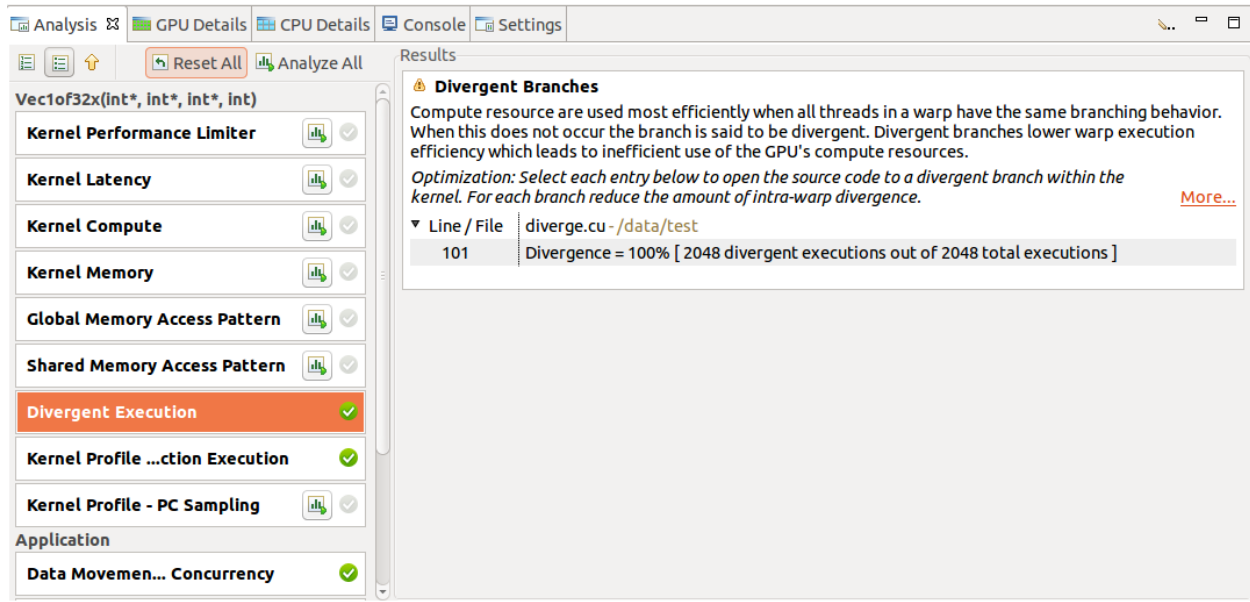 Analysis GPU Details CPU Details Console Settings
Reset All Analyze All
Vec1of32x(int*, int*, int*, int)
Kernel Performance Limiter
Kernel Latency
Kernel Compute
Kernel Memory
Global Memory Access Pattern
Shared Memory Access Pattern
Divergent Execution
Kernel Profile ...ction Execution
Kernel Profile - PC Sampling
Application
Data Movemen... Concurrency
Results
Divergent Branches
Compute resource are used most efficiently when all threads in a warp have the same branching behavior.
When this does not occur the branch is said to be divergent. Divergent branches lower warp execution
efficiency which leads to inefficient use of the GPU's compute resources.
Optimization: Select each entry below to open the source code to a divergent branch within the
kernel. For each branch reduce the amount of intra-warp divergence. More...
Line / File diverge.cu - /data/test
101 Divergence = 100% [ 2048 divergent executions out of 2048 total executions ]